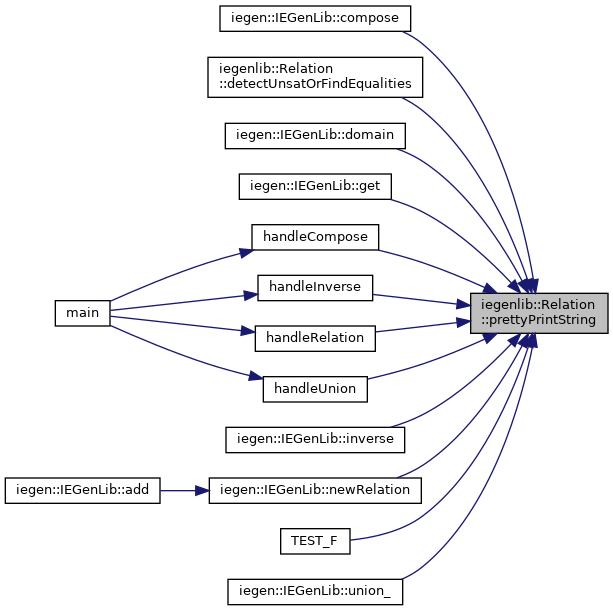 iegen::IEGenLib::compose
iegenlib::Relation
::detectUnsatOrFindEqualities
iegen::IEGenLib::domain
iegen::IEGenLib::get
handleCompose
handleInverse
main
handleRelation
handleUnion
iegenlib::Relation
::prettyPrintString
iegen::IEGenLib::inverse
iegen::IEGenLib::add
iegen::IEGenLib::newRelation
TEST_F
iegen::IEGenLib::union_